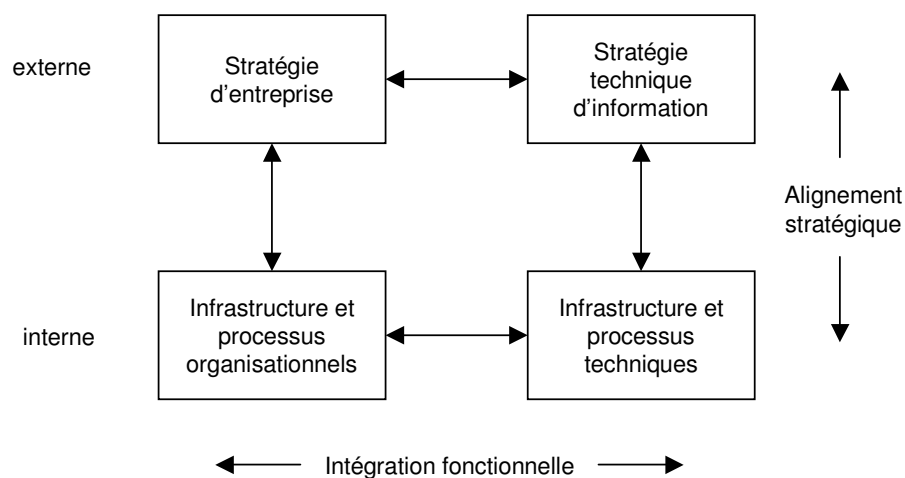 externe
Stratégie
d'entreprise
Stratégie
technique
d'information
Alignement
stratégique
interne
Infrastructure et
processus
organisationnels
Infrastructure et
processus
techniques
Intégration fonctionnelle